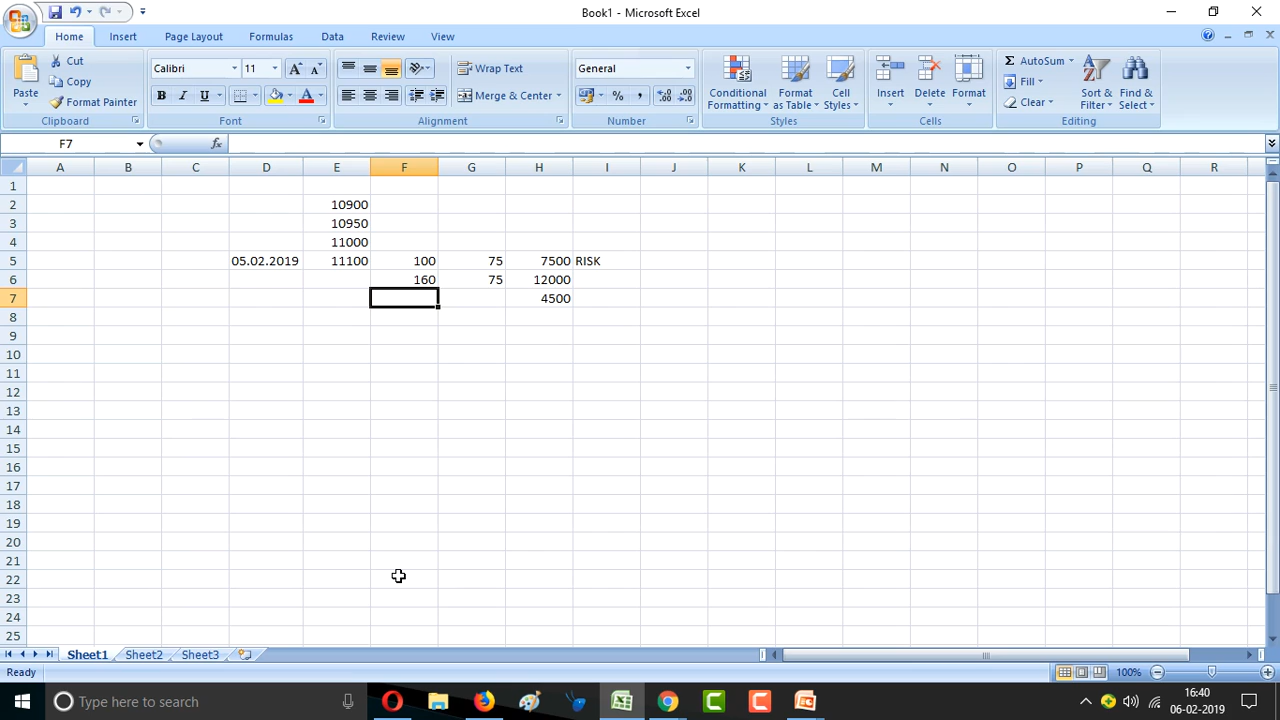 Book1 - Microsoft Excel
Home Insert Page Layout Formulas Data Review View
Paste Cut Copy Format Painter
Clipboard
Calibri 11
B I U A
Font
Wrap Text
Merge & Center
Alignment
General
% ,
Number
Conditional Formatting Format as Table Cell Styles
Styles
Insert Delete Format
Cells
Σ AutoSum Fill Clear Sort & Filter Find & Select
Editing
F7 fx
A B C D E F G H I J K L M N O P Q R
1
2 10900
3 10950
4 11000
5 05.02.2019 11100 100 75 7500 RISK
6 160 75 12000
7 4500
8
9
10
11
12
13
14
15
16
17
18
19
20
21
22
23
24
25
Sheet1 Sheet2 Sheet3
Ready 100%
Type here to search
16:40
06-02-2019